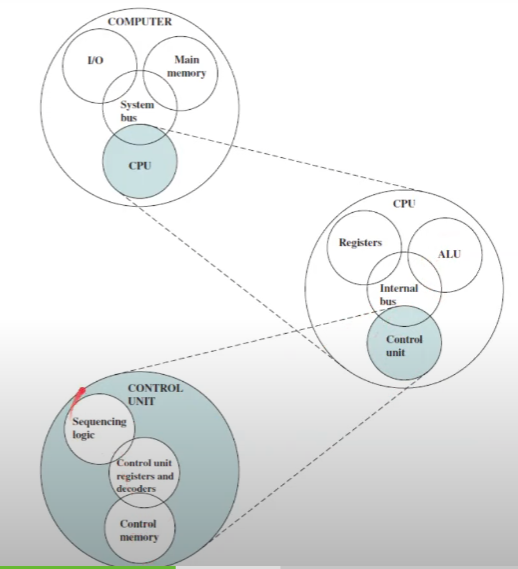 COMPUTER
I/O
Main
memory
System
bus
CPU
CPU
Registers
ALU
Internal
bus
Control
unit
CONTROL
UNIT
Sequencing
logic
Control unit
registers and
decoders
Control
memory